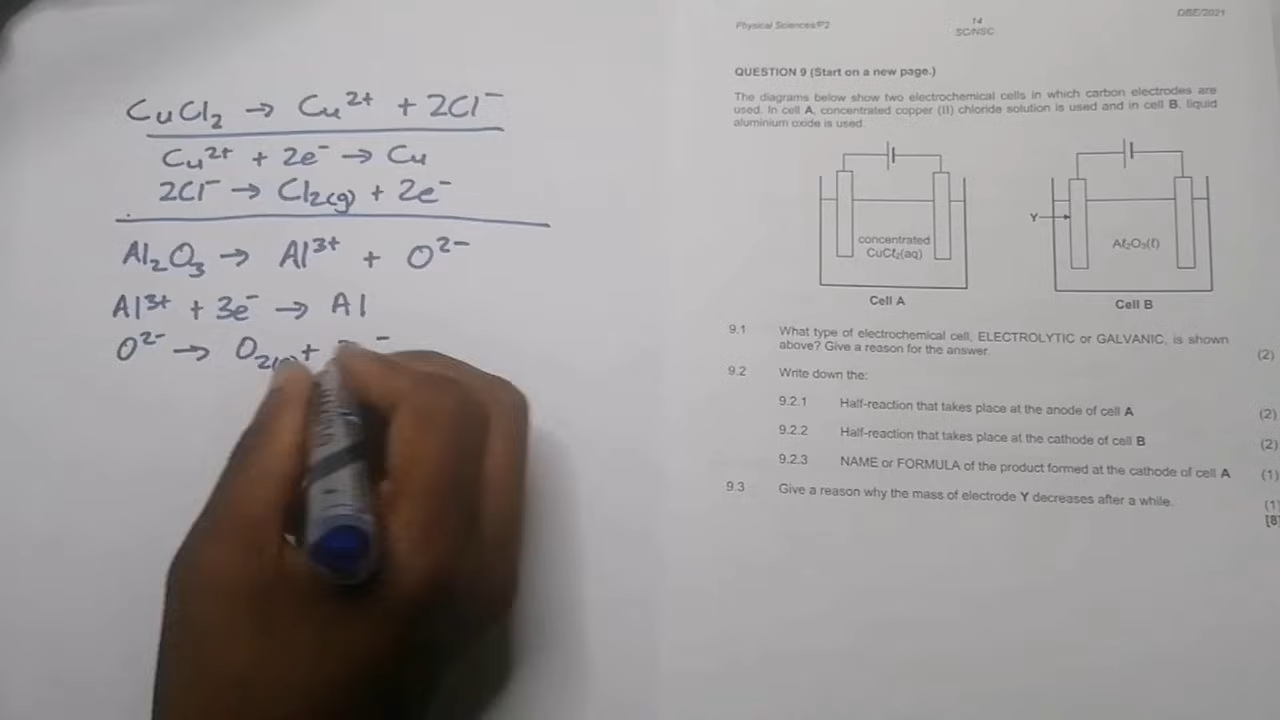 CuCl₂ → Cu²⁺ + 2Cl⁻
Cu²⁺ + 2e⁻ → Cu
2Cl⁻ → Cl₂(g) + 2e⁻
Al₂O₃ → Al³⁺ + O²⁻
Al³⁺ + 3e⁻ → Al
O²⁻ → O₂ +
Physical Sciences/P2
14
SC/NSC
DBE/2021
QUESTION 9 (Start on a new page.)
The diagrams below show two electrochemical cells in which carbon electrodes are
used. In cell A, concentrated copper (II) chloride solution is used and in cell B, liquid
aluminium oxide is used.
Y
concentrated
CuCℓ₂(aq)
Aℓ₂O₃(ℓ)
Cell A
Cell B
9.1 What type of electrochemical cell, ELECTROLYTIC or GALVANIC, is shown
above? Give a reason for the answer. (2)
9.2 Write down the:
9.2.1 Half-reaction that takes place at the anode of cell A (2)
9.2.2 Half-reaction that takes place at the cathode of cell B (2)
9.2.3 NAME or FORMULA of the product formed at the cathode of cell A (1)
9.3 Give a reason why the mass of electrode Y decreases after a while. (1)
[8]